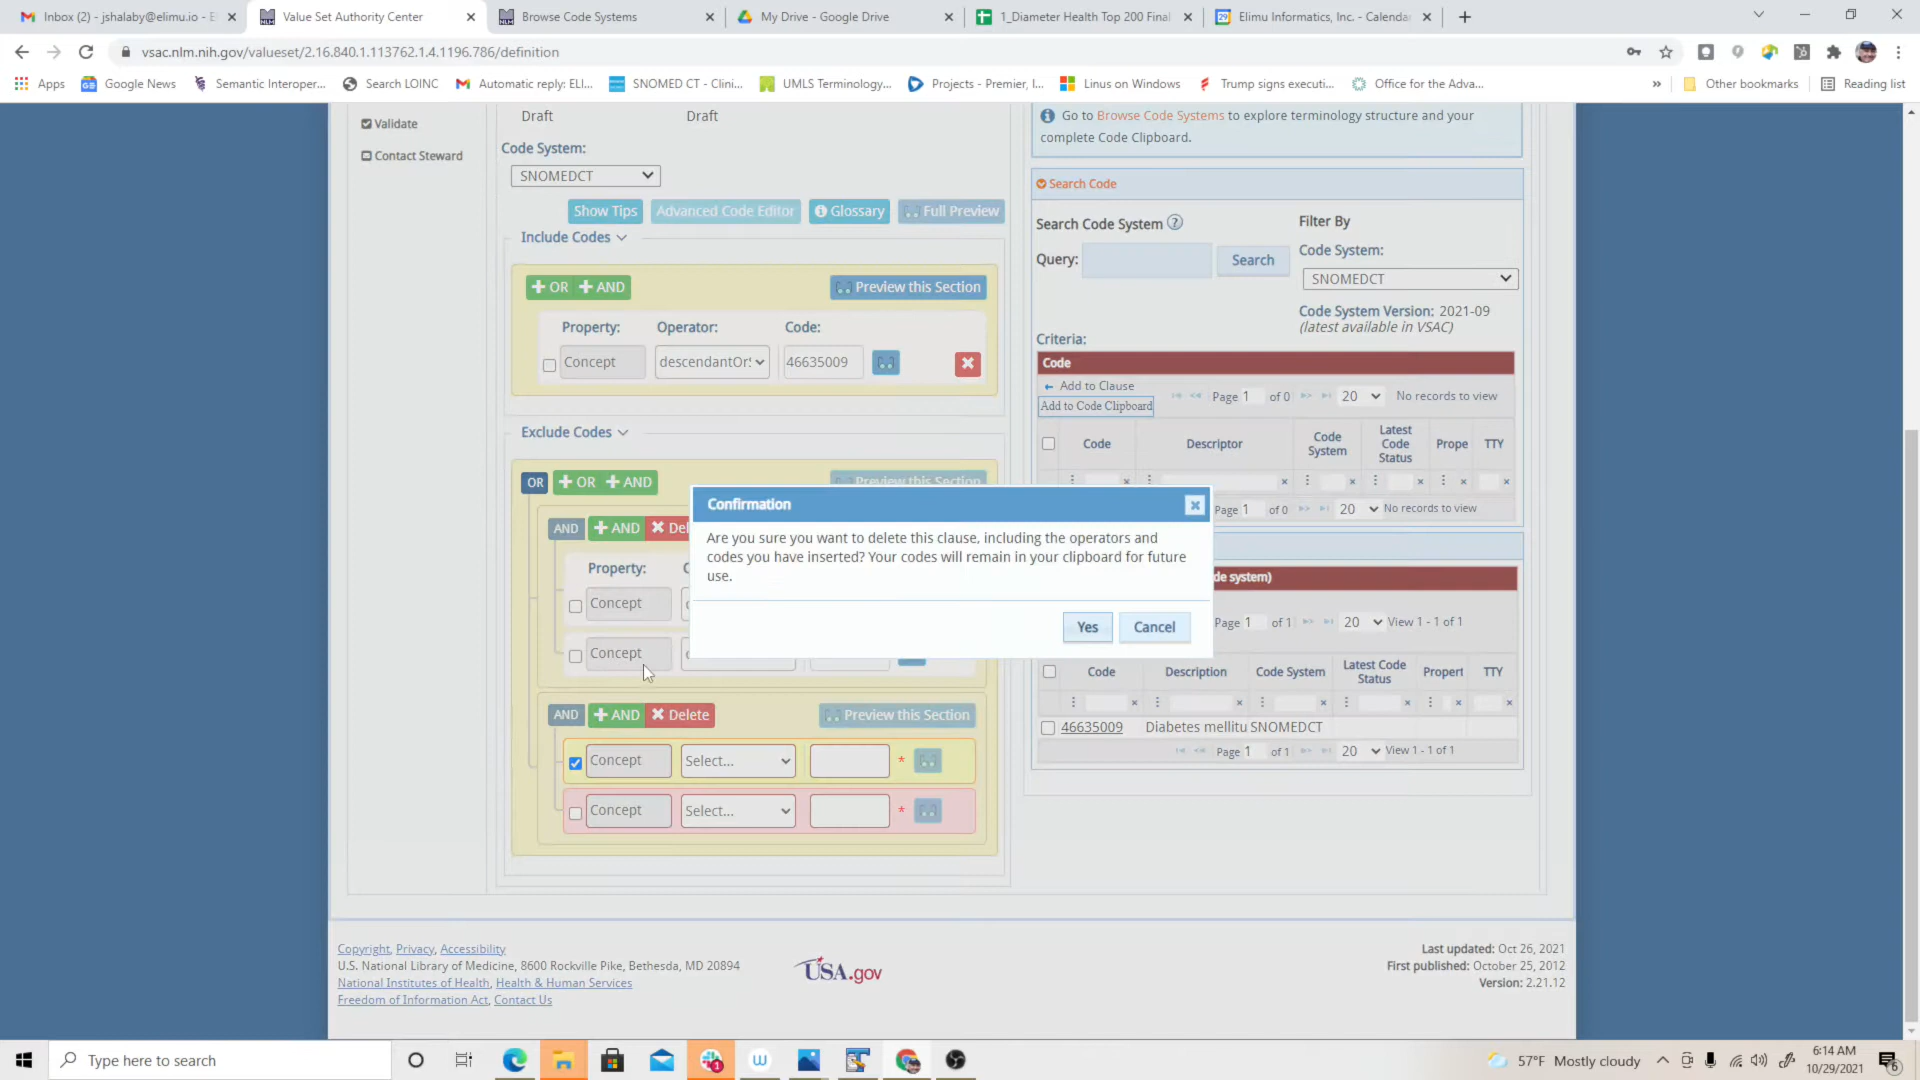 Inbox (2) - jshalaby@elimu.io - E
Value Set Authority Center
Browse Code Systems
My Drive - Google Drive
1_Diameter Health Top 200 Final
Elimu Informatics, Inc. - Calenda
vsac.nlm.nih.gov/valueset/2.16.840.1.113762.1.4.1196.786/definition
Apps
Google News
Semantic Interoper...
Search LOINC
Automatic reply: ELI...
SNOMED CT - Clini...
UMLS Terminology...
Projects - Premier, I...
Linus on Windows
Trump signs executi...
Office for the Adva...
»
Other bookmarks
Reading list
Validate
Contact Steward
Draft
Draft
Code System:
SNOMEDCT
Show Tips
Advanced Code Editor
Glossary
Full Preview
Include Codes
OR
AND
Preview this Section
Property:
Operator:
Code:
Concept
descendantOr
46635009
Exclude Codes
OR
OR
AND
Preview this Section
AND
AND
Del
Property:
Concept
Concept
AND
AND
Delete
Preview this Section
Concept
Select...
*
Concept
Select...
*
Confirmation
Are you sure you want to delete this clause, including the operators and
codes you have inserted? Your codes will remain in your clipboard for future
use.
Yes
Cancel
Go to Browse Code Systems to explore terminology structure and your
complete Code Clipboard.
Search Code
Search Code System
Query:
Search
Filter By
Code System:
SNOMEDCT
Code System Version: 2021-09
(latest available in VSAC)
Criteria:
Code
Add to Clause
Add to Code Clipboard
Page 1 of 0
20
No records to view
Code
Descriptor
Code System
Latest Code Status
Prope
TTY
Page 1 of 0
20
No records to view
de system)
Page 1 of 1
20
View 1 - 1 of 1
Code
Description
Code System
Latest Code Status
Propert
TTY
46635009
Diabetes mellitu
SNOMEDCT
Page 1 of 1
20
View 1 - 1 of 1
Copyright, Privacy, Accessibility
U.S. National Library of Medicine, 8600 Rockville Pike, Bethesda, MD 20894
National Institutes of Health, Health & Human Services
Freedom of Information Act, Contact Us
USA.gov
Last updated: Oct 26, 2021
First published: October 25, 2012
Version: 2.21.12
Type here to search
57°F Mostly cloudy
6:14 AM
10/29/2021